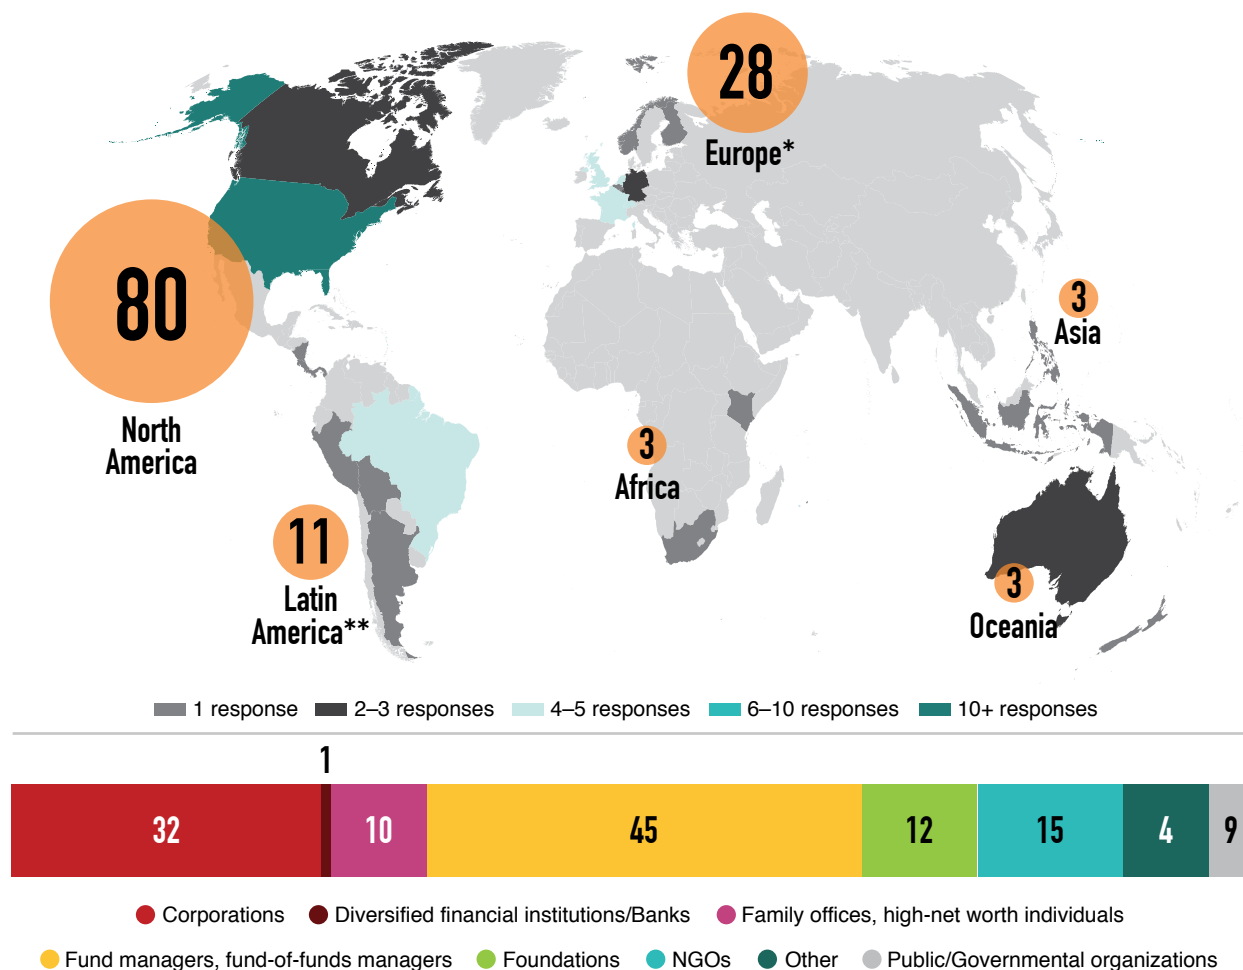 28
Europe*
80
North
America
3
Asia
3
Africa
11
Latin
America**
3
Oceania
1 response 2–3 responses 4–5 responses 6–10 responses 10+ responses
1
32 10 45 12 15 4 9
Corporations Diversified financial institutions/Banks Family offices, high-net worth individuals
Fund managers, fund-of-funds managers Foundations NGOs Other Public/Governmental organizations